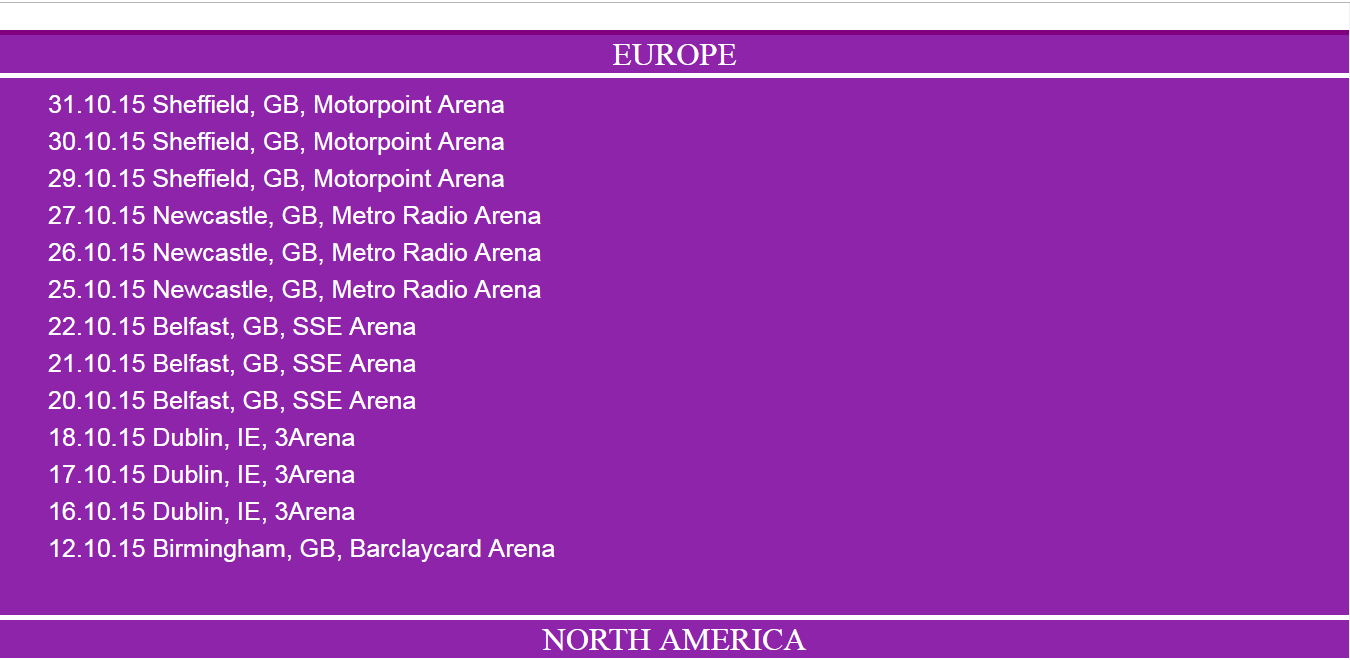 EUROPE
31.10.15 Sheffield, GB, Motorpoint Arena
30.10.15 Sheffield, GB, Motorpoint Arena
29.10.15 Sheffield, GB, Motorpoint Arena
27.10.15 Newcastle, GB, Metro Radio Arena
26.10.15 Newcastle, GB, Metro Radio Arena
25.10.15 Newcastle, GB, Metro Radio Arena
22.10.15 Belfast, GB, SSE Arena
21.10.15 Belfast, GB, SSE Arena
20.10.15 Belfast, GB, SSE Arena
18.10.15 Dublin, IE, 3Arena
17.10.15 Dublin, IE, 3Arena
16.10.15 Dublin, IE, 3Arena
12.10.15 Birmingham, GB, Barclaycard Arena
NORTH AMERICA